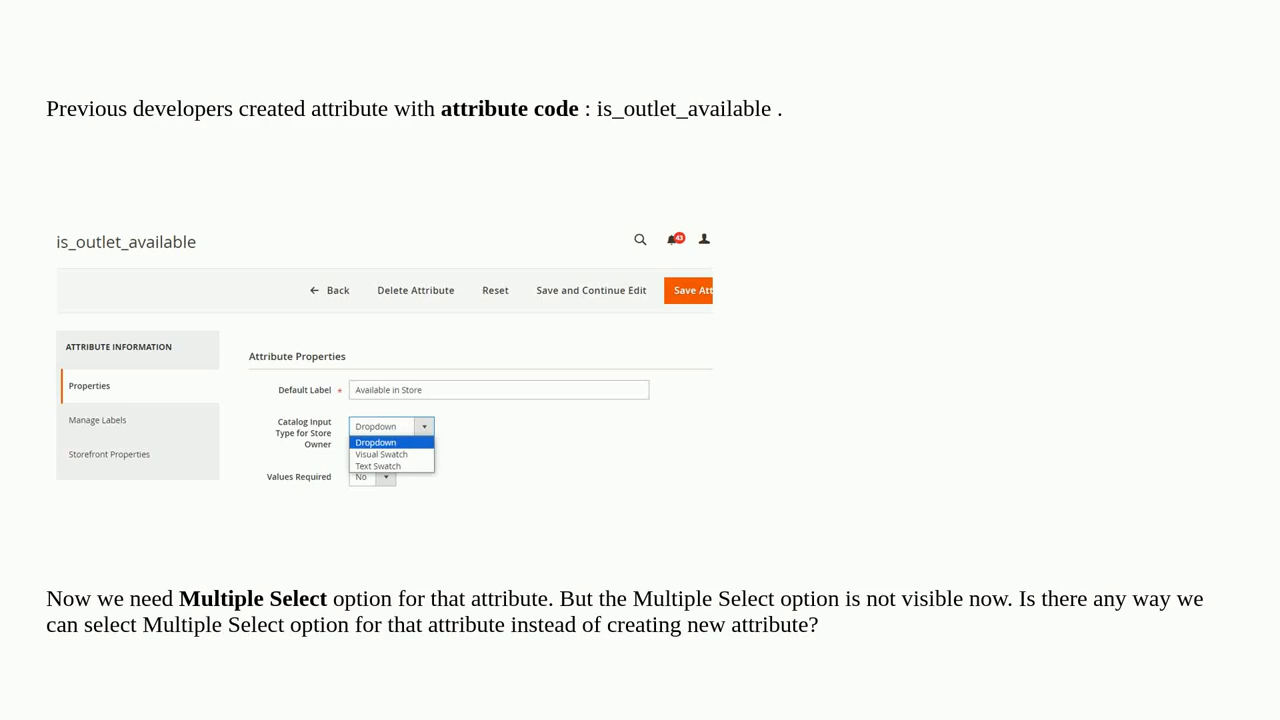 Previous developers created attribute with attribute code : is_outlet_available .
is_outlet_available
43
Back
Delete Attribute
Reset
Save and Continue Edit
Save Att
ATTRIBUTE INFORMATION
Properties
Manage Labels
Storefront Properties
Attribute Properties
Default Label *
Available in Store
Catalog Input
Type for Store
Owner
Dropdown
Dropdown
Visual Swatch
Text Swatch
Values Required
No
Now we need Multiple Select option for that attribute. But the Multiple Select option is not visible now. Is there any way we
can select Multiple Select option for that attribute instead of creating new attribute?